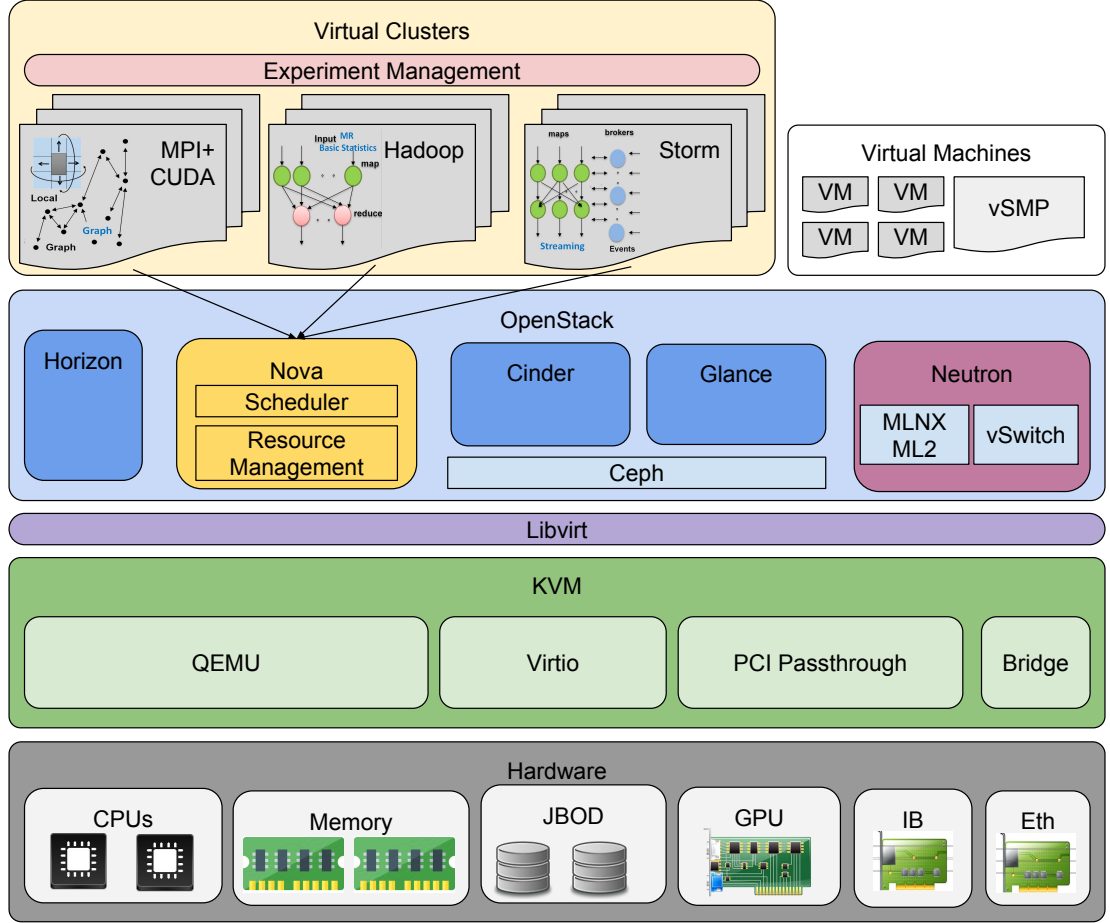 Virtual Clusters
Experiment Management
MPI+
CUDA
Local
Graph
Graph
Input MR
Basic Statistics
Hadoop
map
reduce
maps
brokers
Storm
Streaming
Events
Virtual Machines
VM
VM
VM
VM
vSMP
OpenStack
Horizon
Nova
Scheduler
Resource
Management
Cinder
Glance
Ceph
Neutron
MLNX
ML2
vSwitch
Libvirt
KVM
QEMU
Virtio
PCI Passthrough
Bridge
Hardware
CPUs
Memory
JBOD
GPU
IB
Eth